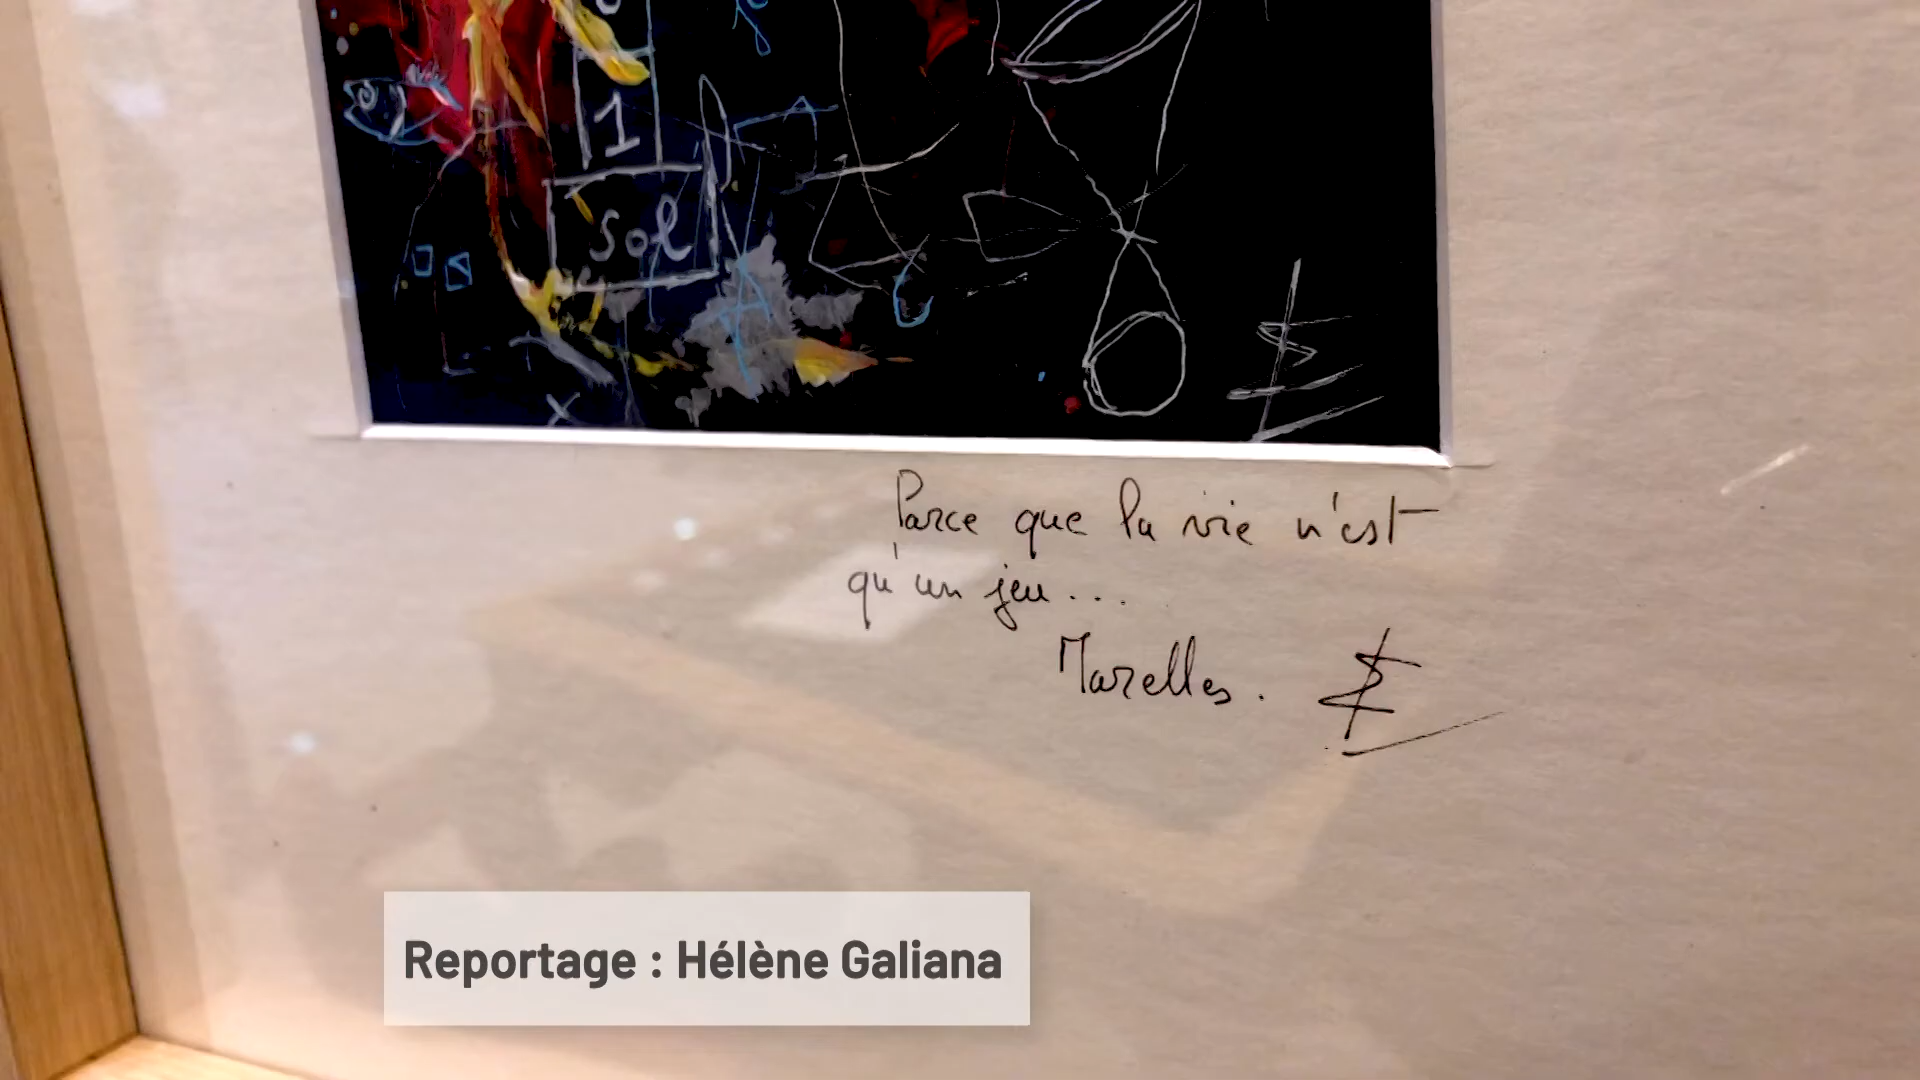 1
sol
Parce que la vie n'est
qu'un jeu...
Marelles.
Reportage : Hélène Galiana